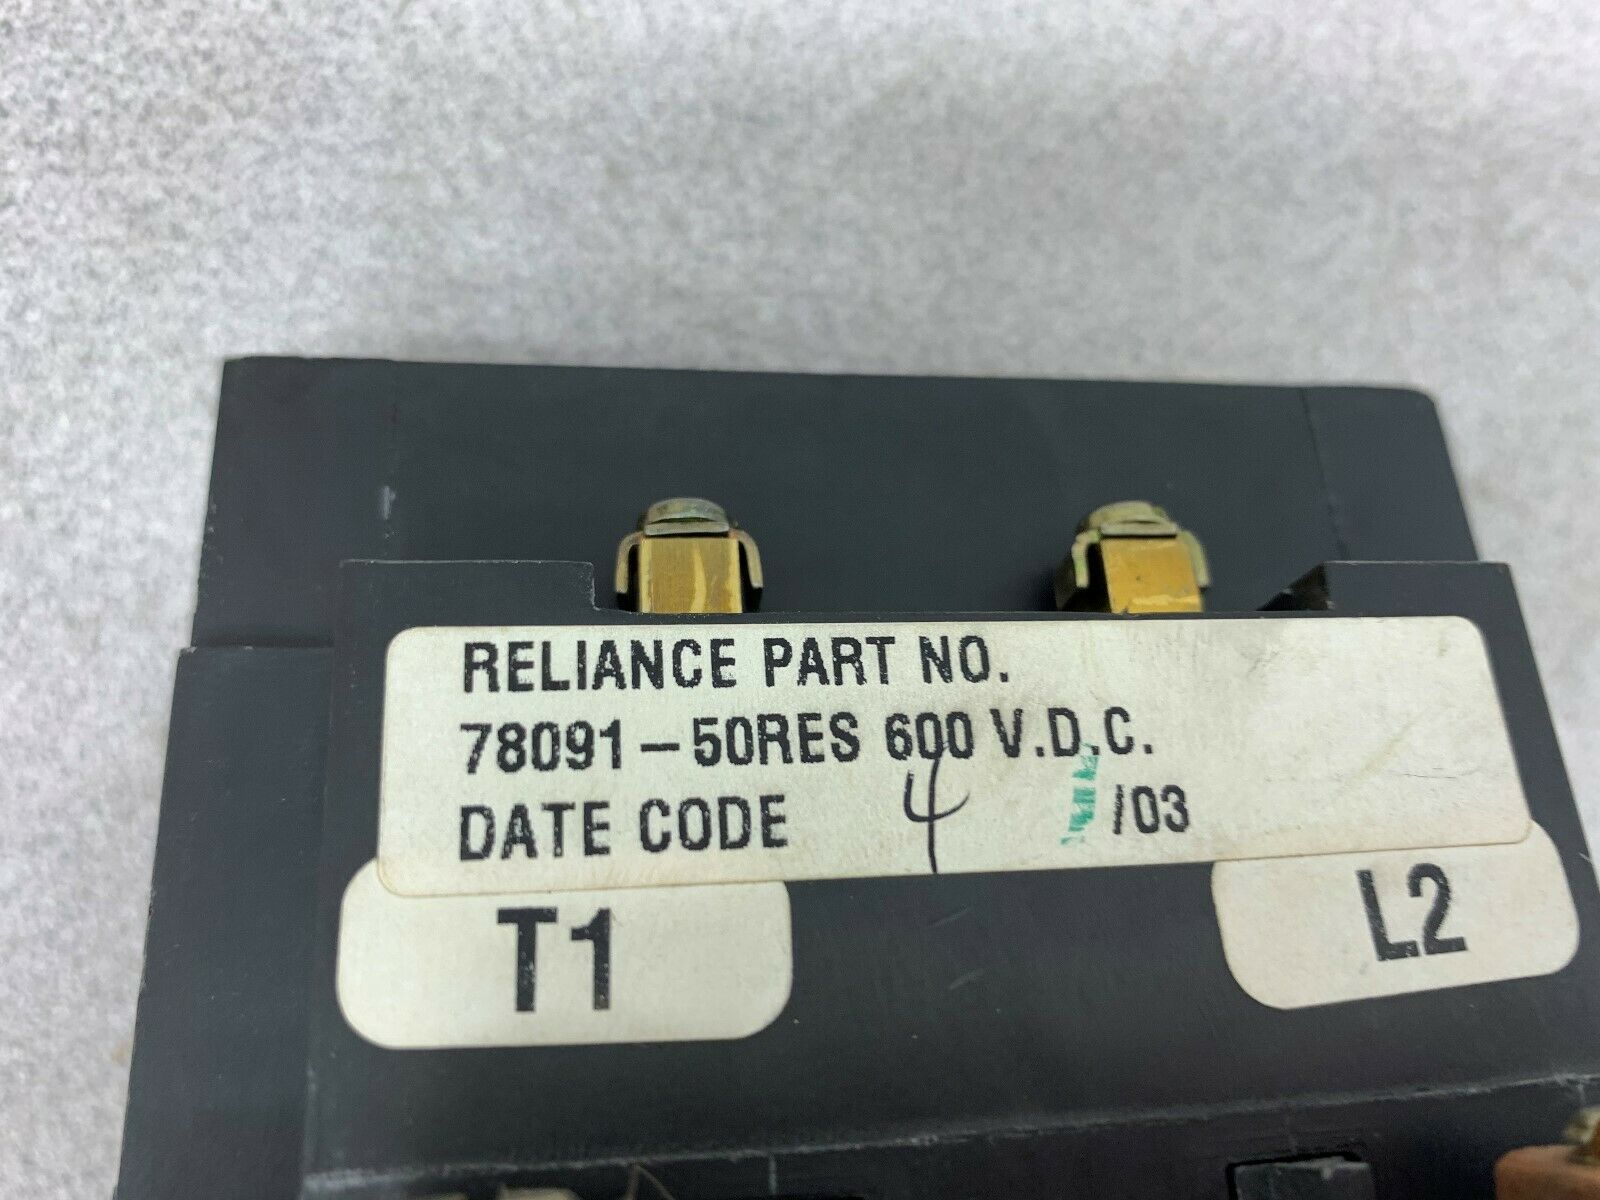 RELIANCE PART NO.
78091-50RES 600 V.D.C.
DATE CODE 4 /03
T1
L2